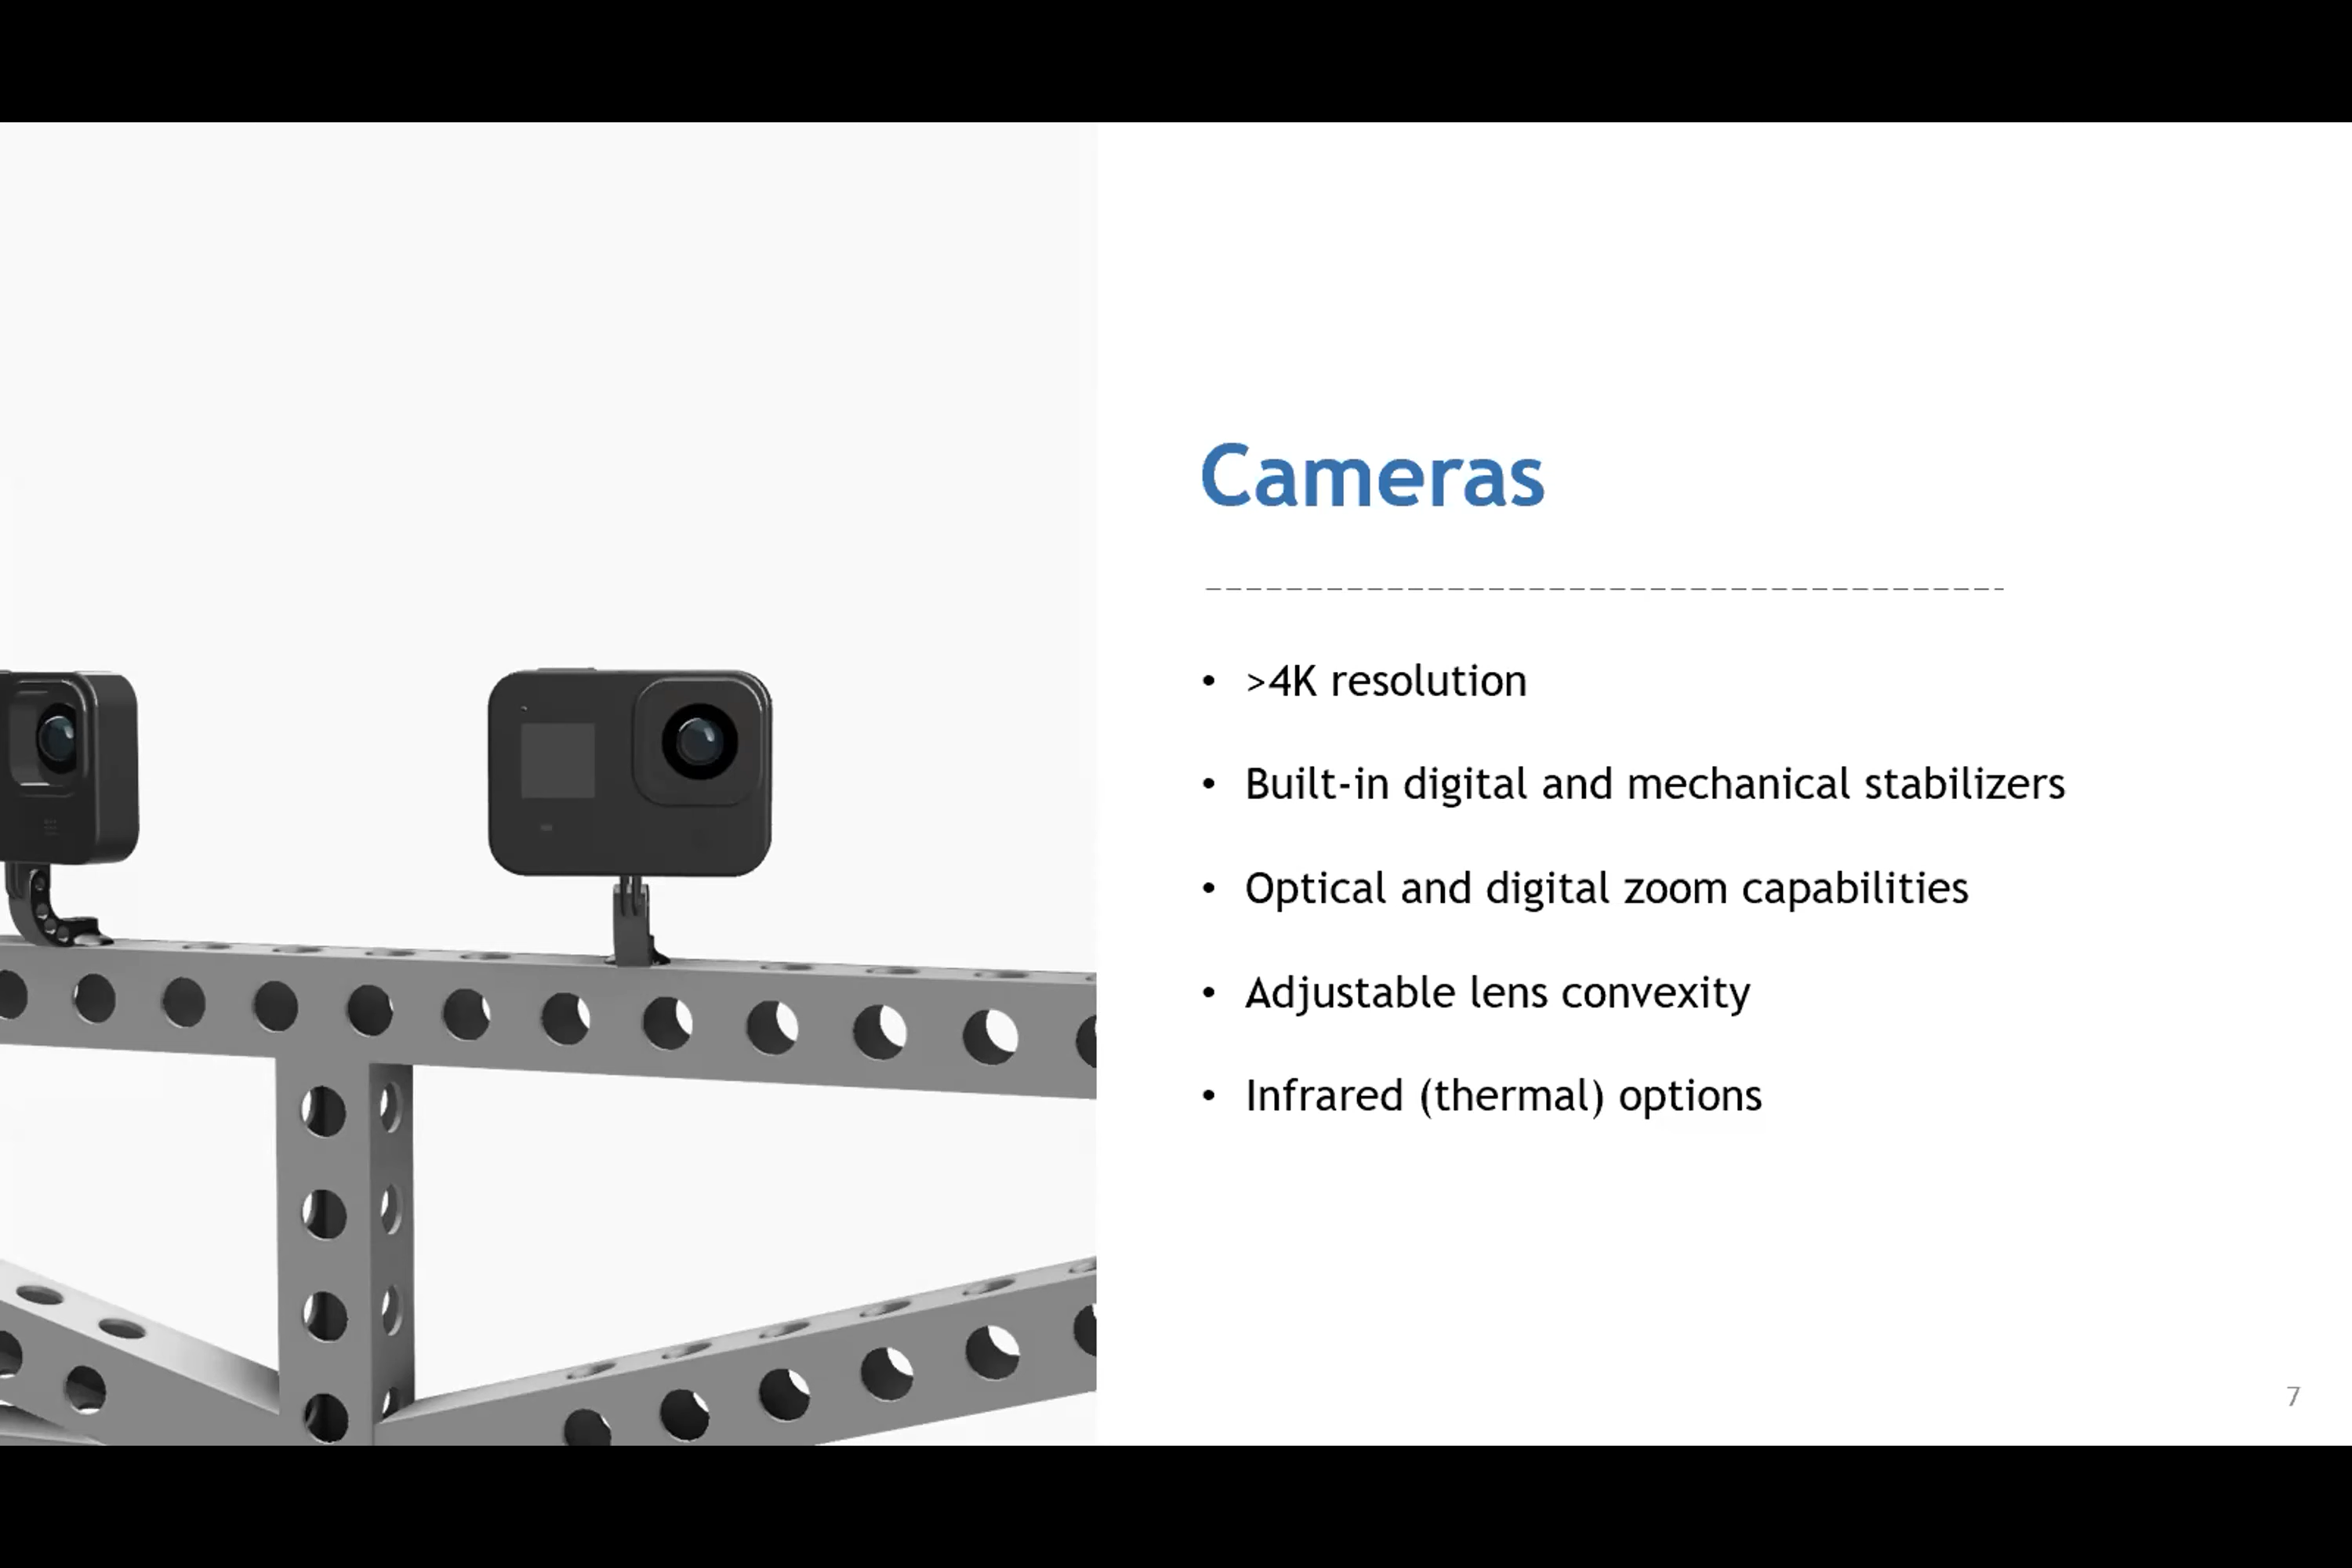 Cameras
• >4K resolution
• Built-in digital and mechanical stabilizers
• Optical and digital zoom capabilities
• Adjustable lens convexity
• Infrared (thermal) options
7